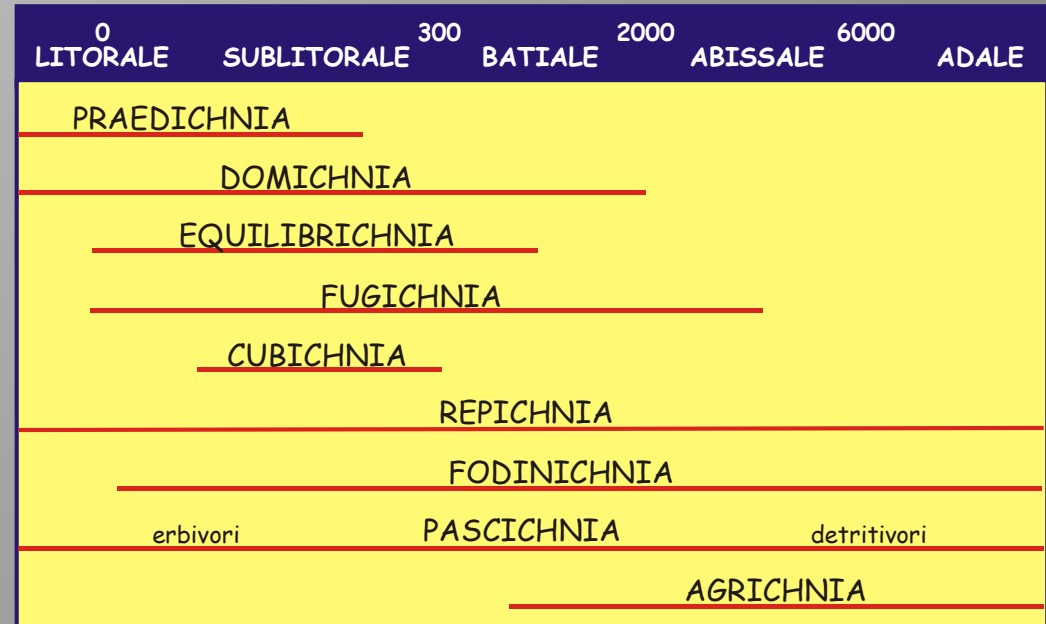 0 300 2000 6000
LITORALE SUBLITORALE BATIALE ABISSALE ADALE
PRAEDICHNIA
DOMICHNIA
EQUILIBRICHNIA
FUGICHNIA
CUBICHNIA
REPICHNIA
FODINICHNIA
erbivori PASCICHNIA detritivori
AGRICHNIA